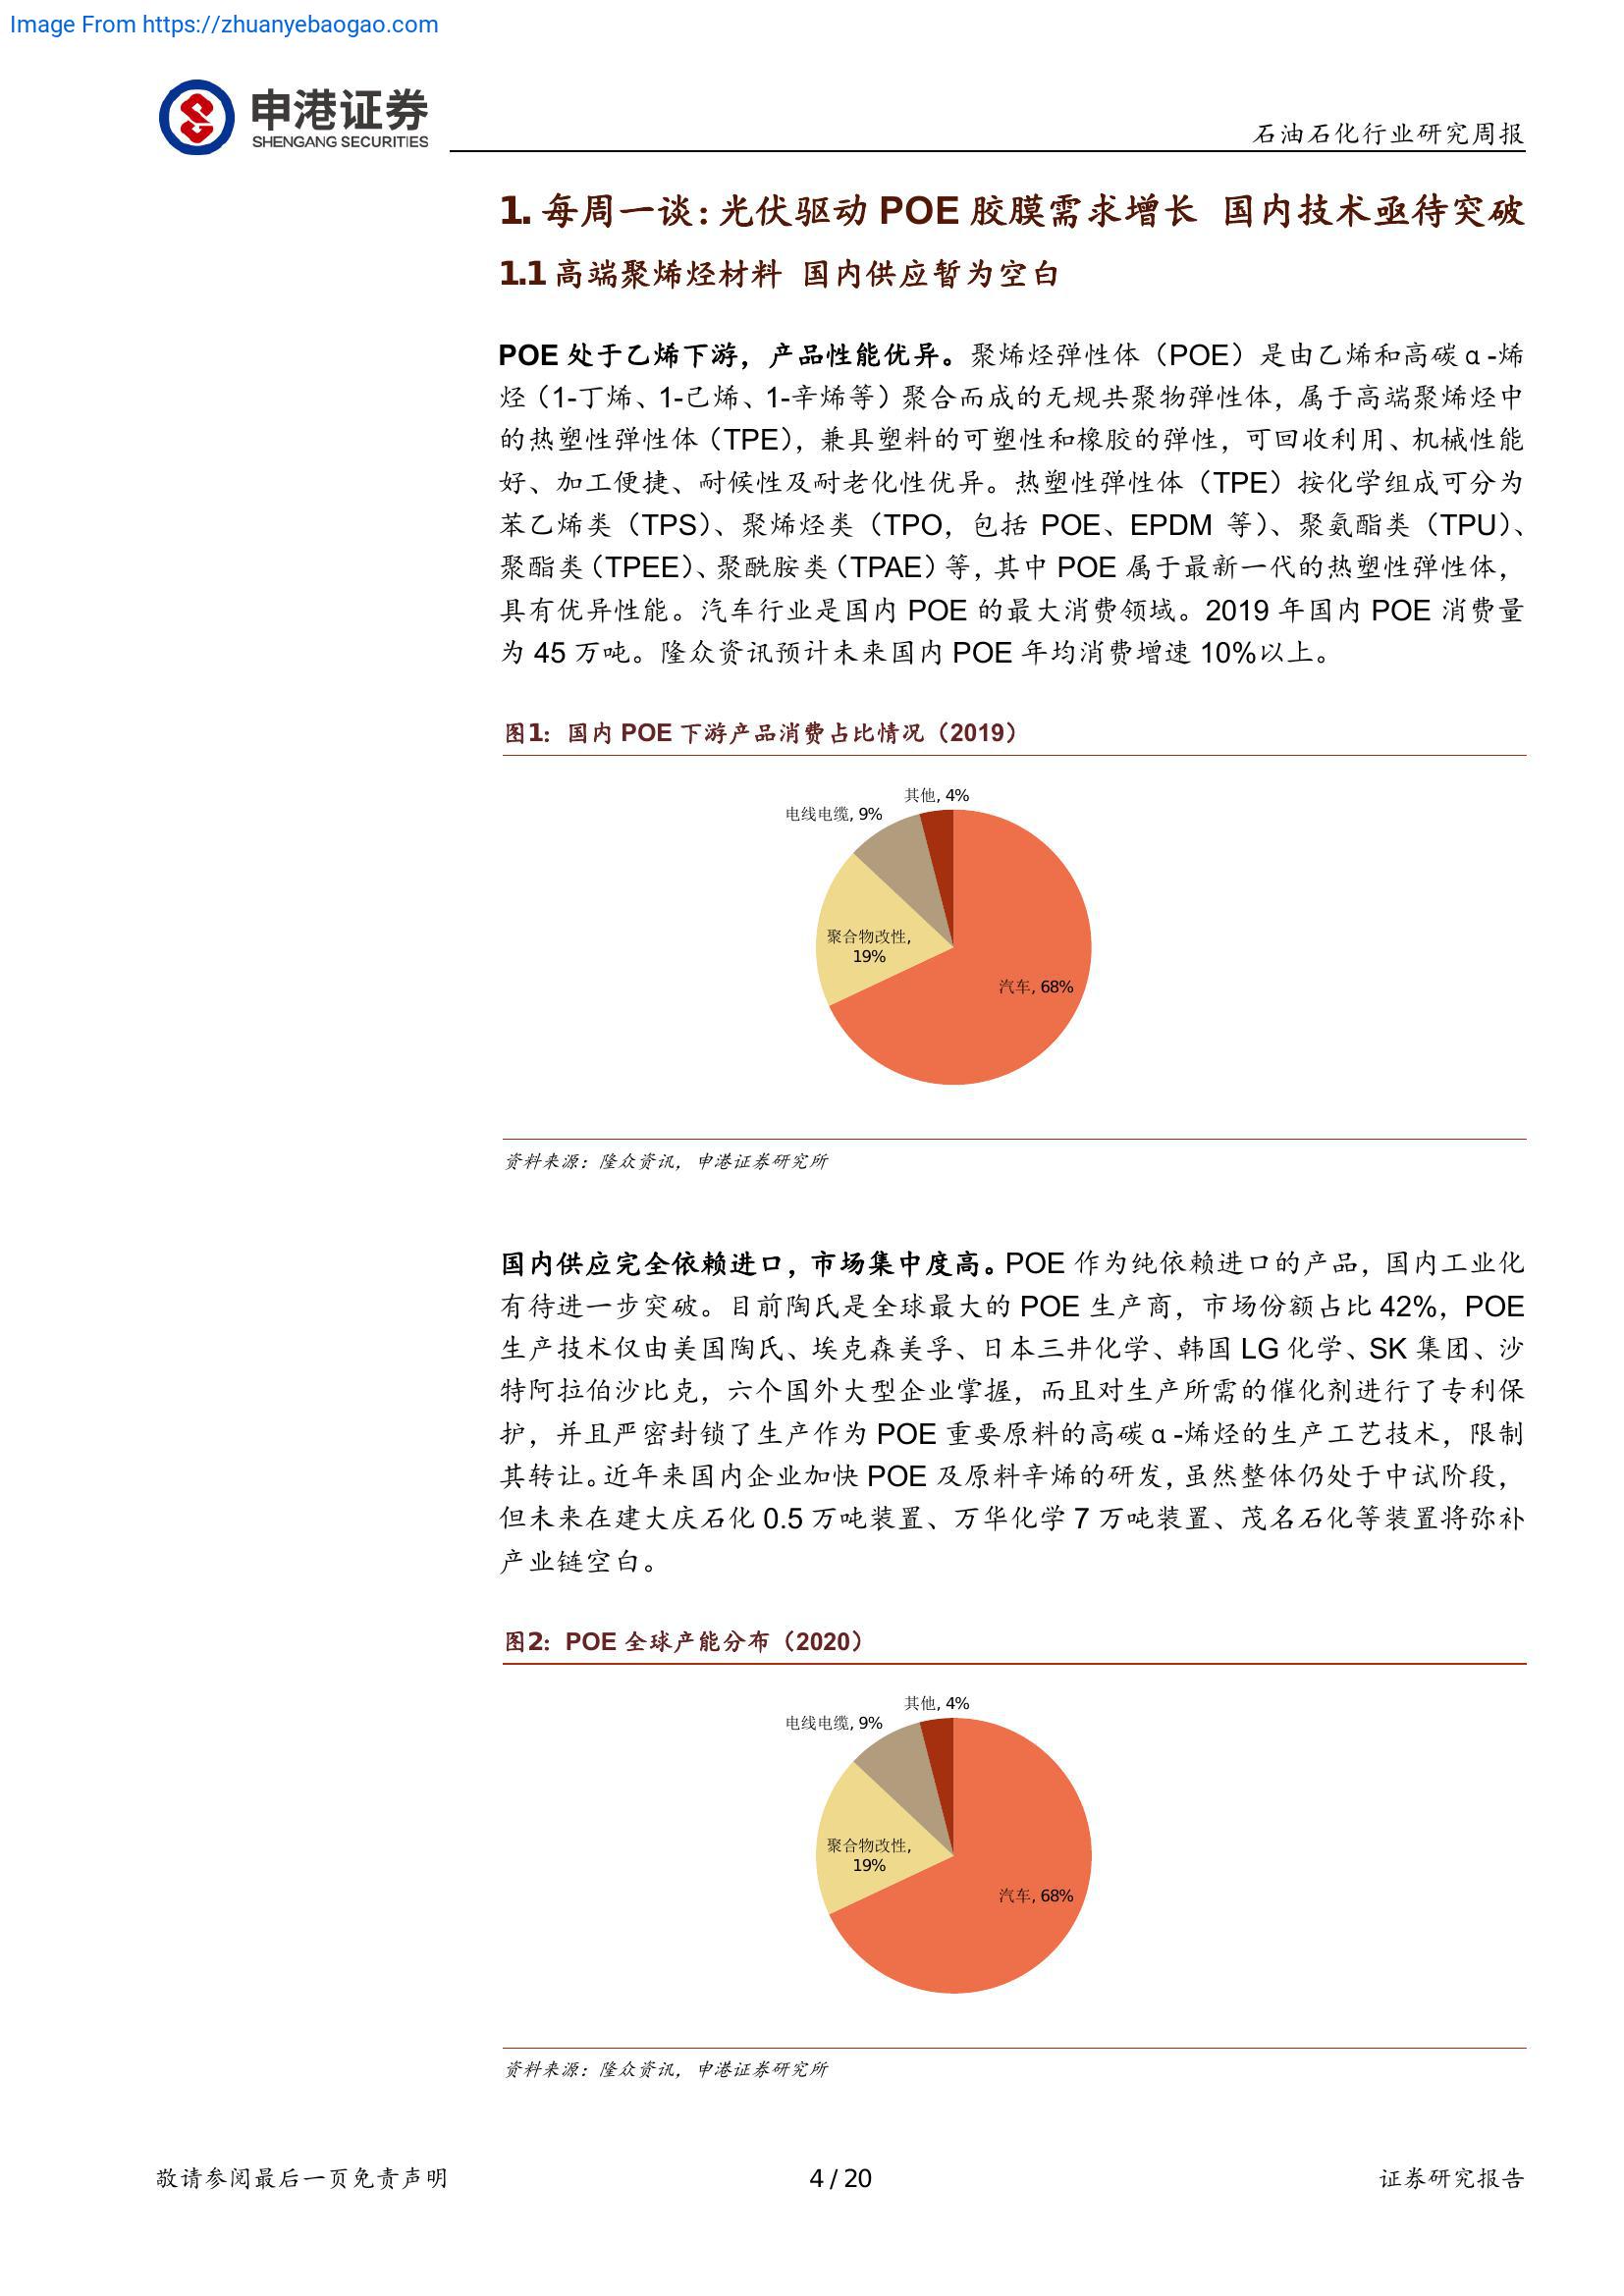 Image From https://zhuanyebaogao.com
申港证券
SHENGANG SECURITIES
石油石化行业研究周报
1. 每周一谈：光伏驱动 POE 胶膜需求增长 国内技术亟待突破
1.1 高端聚烯烃材料 国内供应暂为空白
POE 处于乙烯下游，产品性能优异。聚烯烃弹性体（POE）是由乙烯和高碳α-烯
烃（1-丁烯、1-己烯、1-辛烯等）聚合而成的无规共聚物弹性体，属于高端聚烯烃中
的热塑性弹性体（TPE），兼具塑料的可塑性和橡胶的弹性，可回收利用、机械性能
好、加工便捷、耐候性及耐老化性优异。热塑性弹性体（TPE）按化学组成可分为
苯乙烯类（TPS）、聚烯烃类（TPO，包括 POE、EPDM 等）、聚氨酯类（TPU）、
聚酯类（TPEE）、聚酰胺类（TPAE）等，其中 POE 属于最新一代的热塑性弹性体，
具有优异性能。汽车行业是国内 POE 的最大消费领域。2019 年国内 POE 消费量
为 45 万吨。隆众资讯预计未来国内 POE 年均消费增速 10%以上。
图1：国内 POE 下游产品消费占比情况（2019）
其他, 4%
电线电缆, 9%
聚合物改性,
19%
汽车, 68%
资料来源：隆众资讯，申港证券研究所
国内供应完全依赖进口，市场集中度高。POE 作为纯依赖进口的产品，国内工业化
有待进一步突破。目前陶氏是全球最大的 POE 生产商，市场份额占比 42%，POE
生产技术仅由美国陶氏、埃克森美孚、日本三井化学、韩国 LG 化学、SK 集团、沙
特阿拉伯沙比克，六个国外大型企业掌握，而且对生产所需的催化剂进行了专利保
护，并且严密封锁了生产作为 POE 重要原料的高碳α-烯烃的生产工艺技术，限制
其转让。近年来国内企业加快 POE 及原料辛烯的研发，虽然整体仍处于中试阶段，
但未来在建大庆石化 0.5 万吨装置、万华化学 7 万吨装置、茂名石化等装置将弥补
产业链空白。
图2：POE 全球产能分布（2020）
其他, 4%
电线电缆, 9%
聚合物改性,
19%
汽车, 68%
资料来源：隆众资讯，申港证券研究所
敬请参阅最后一页免责声明
4 / 20
证券研究报告